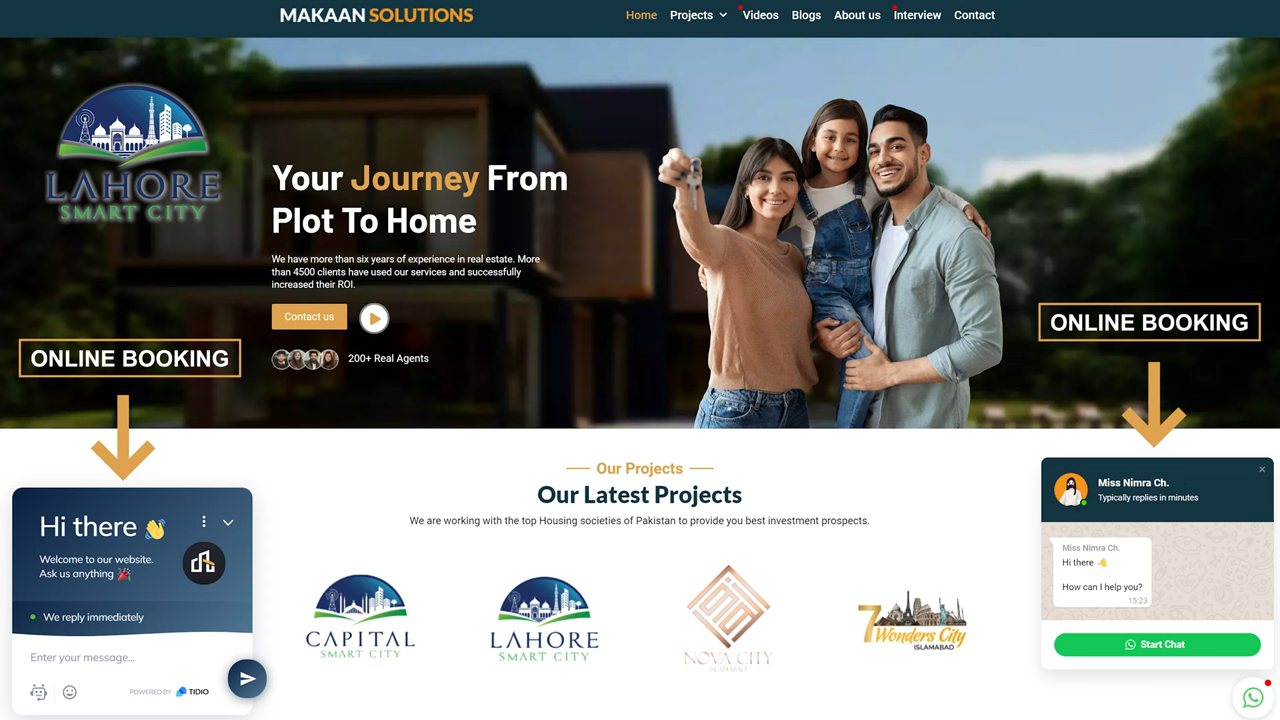 MAKAAN SOLUTIONS
Home Projects Videos Blogs About us Interview Contact
LAHORE
SMART CITY
Your Journey From
Plot To Home
We have more than six years of experience in real estate. More
than 4500 clients have used our services and successfully
increased their ROI.
Contact us
200+ Real Agents
ONLINE BOOKING
ONLINE BOOKING
Our Projects
Our Latest Projects
We are working with the top Housing societies of Pakistan to provide you best investment prospects.
CAPITAL
SMART CITY
LAHORE
SMART CITY
NOVA CITY
ISLAMABAD
7 Wonders City
ISLAMABAD
Hi there
Welcome to our website.
Ask us anything
We reply immediately
Enter your message...
POWERED BY TIDIO
Miss Nimra Ch.
Typically replies in minutes
Miss Nimra Ch.
Hi there
How can I help you?
15:23
Start Chat